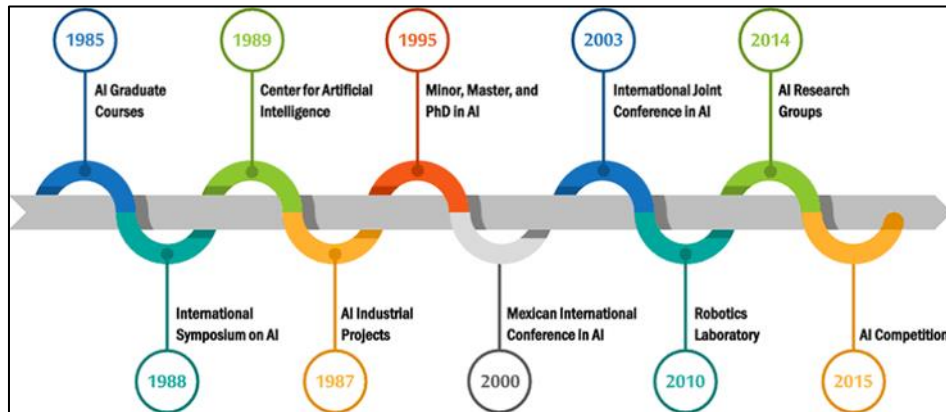 1985
AI Graduate
Courses
1989
Center for Artificial
Intelligence
1995
Minor, Master, and
PhD in AI
2003
International Joint
Conference in AI
2014
AI Research
Groups
International
Symposium on AI
1988
AI Industrial
Projects
1987
Mexican International
Conference in AI
2000
Robotics
Laboratory
2010
AI Competition
2015